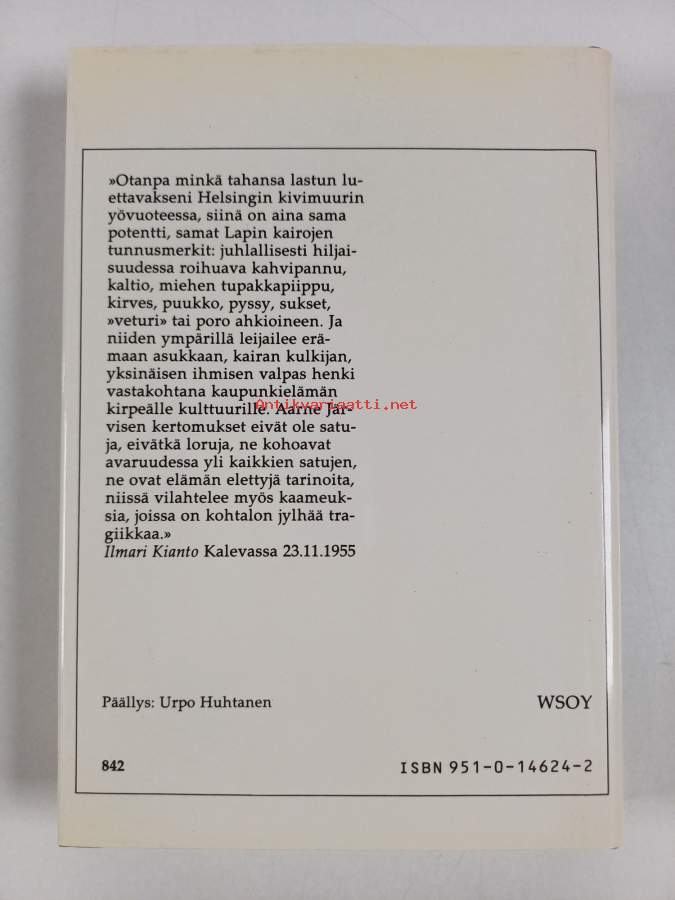 »Otanpa minkä tahansa lastun lu-
ettavakseni Helsingin kivimuurin
yövuoteessa, siinä on aina sama
potentti, samat Lapin kairojen
tunnusmerkit: juhlallisesti hiljai-
suudessa roihuava kahvipannu,
kaltio, miehen tupakkapiippu,
kirves, puukko, pyssy, sukset,
»veturi» tai poro ahkioineen. Ja
niiden ympärillä leijailee erä-
maan asukkaan, kairan kulkijan,
yksinäisen ihmisen valpas henki
vastakohtana kaupunkielämän
kirpeälle kulttuurille. Aarne Jär-
visen kertomukset eivät ole satu-
ja, eivätkä loruja, ne kohoavat
avaruudessa yli kaikkien satujen,
ne ovat elämän elettyjä tarinoita,
niissä vilahtelee myös kaameuk-
sia, joissa on kohtalon jylhää tra-
giikkaa.»
Ilmari Kianto Kalevassa 23.11.1955
Antikvariaatti.net
Päällys: Urpo Huhtanen
WSOY
842
ISBN 951-0-14624-2